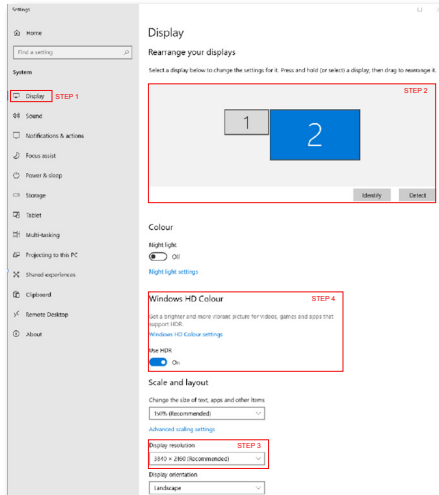 Settings
Home
Find a setting
System
Display STEP 1
Sound
Notifications & actions
Focus assist
Power & sleep
Storage
Tablet
Multi-tasking
Projecting to this PC
Shared experiences
Clipboard
Remote Desktop
About
Display
Rearrange your displays
Select a display below to change the settings for it. Press and hold (or select) a display, then drag to rearrange it.
STEP 2
1
2
Identify Detect
Colour
Night light
Off
Night light settings
Windows HD Colour STEP 4
Get a brighter and more vibrant picture for videos, games and apps that
support HDR.
Windows HD Colour settings
Use HDR
On
Scale and layout
Change the size of text, apps and other items
150% (Recommended)
Advanced scaling settings
Display resolution STEP 3
3840 × 2160 (Recommended)
Display orientation
Landscape